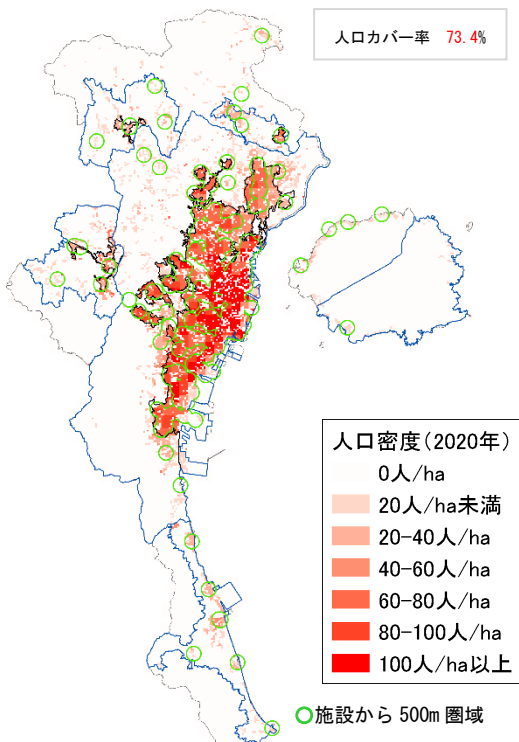 人口カバー率 73.4%
人口密度(2020年)
0人/ha
20人/ha未満
20-40人/ha
40-60人/ha
60-80人/ha
80-100人/ha
100人/ha以上
施設から500m圏域